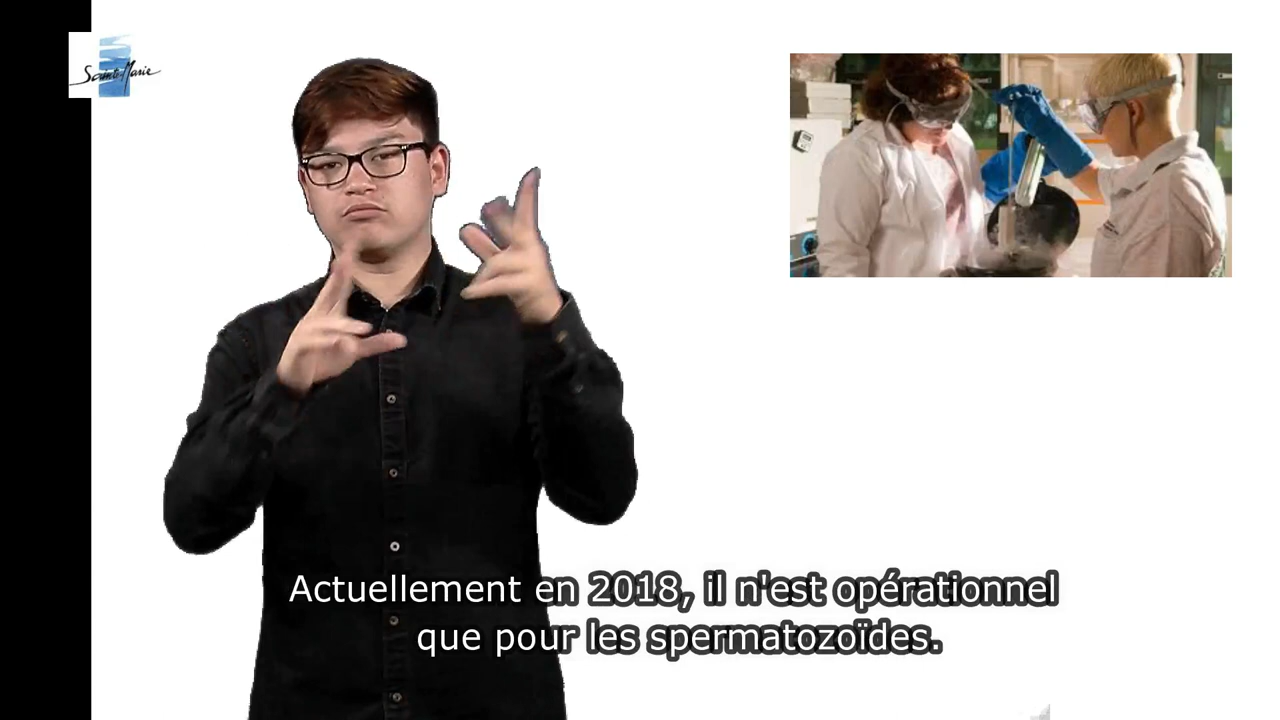 Sainte Marie
Actuellement en 2018, il n'est opérationnel
que pour les spermatozoïdes.